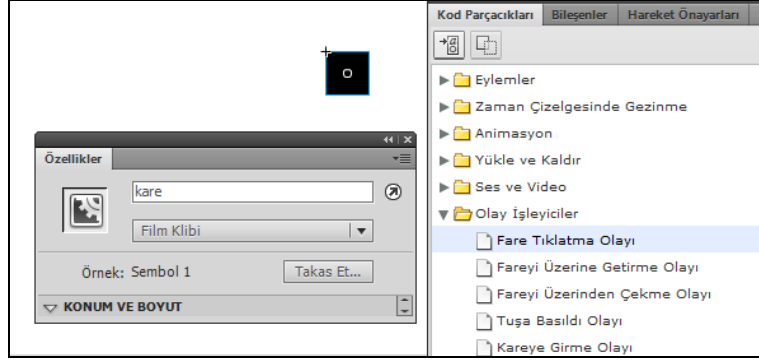 Kod Parçacıkları Bileşenler Hareket Önayarları
Eylemler
Zaman Çizelgesinde Gezinme
Animasyon
Yükle ve Kaldır
Ses ve Video
Olay İşleyiciler
Fare Tıklatma Olayı
Fareyi Üzerine Getirme Olayı
Fareyi Üzerinden Çekme Olayı
Tuşa Basıldı Olayı
Kareye Girme Olayı
Özellikler
kare
Film Klibi
Örnek: Sembol 1 Takas Et...
KONUM VE BOYUT